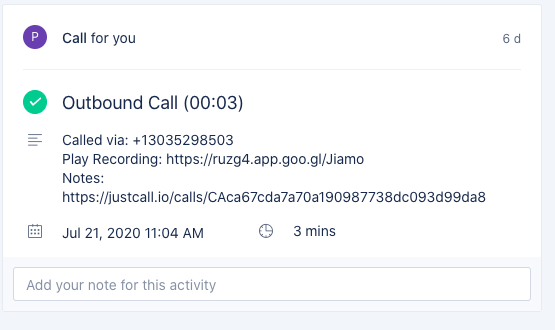 P
Call for you
6 d
Outbound Call (00:03)
Called via: +13035298503
Play Recording: https://ruzg4.app.goo.gl/Jiamo
Notes:
https://justcall.io/calls/CAca67cda7a70a190987738dc093d99da8
Jul 21, 2020 11:04 AM
3 mins
Add your note for this activity